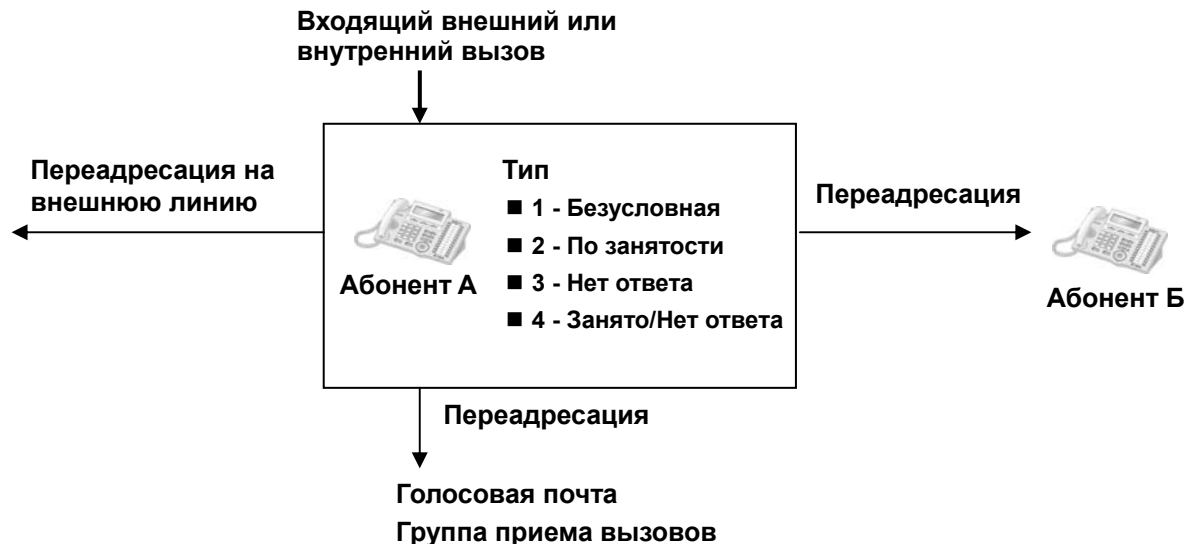 Входящий внешний или
внутренний вызов
Переадресация на
внешнюю линию
Абонент А
Тип
■ 1 - Безусловная
■ 2 - По занятости
■ 3 - Нет ответа
■ 4 - Занято/Нет ответа
Переадресация
Абонент Б
Переадресация
Голосовая почта
Группа приема вызовов